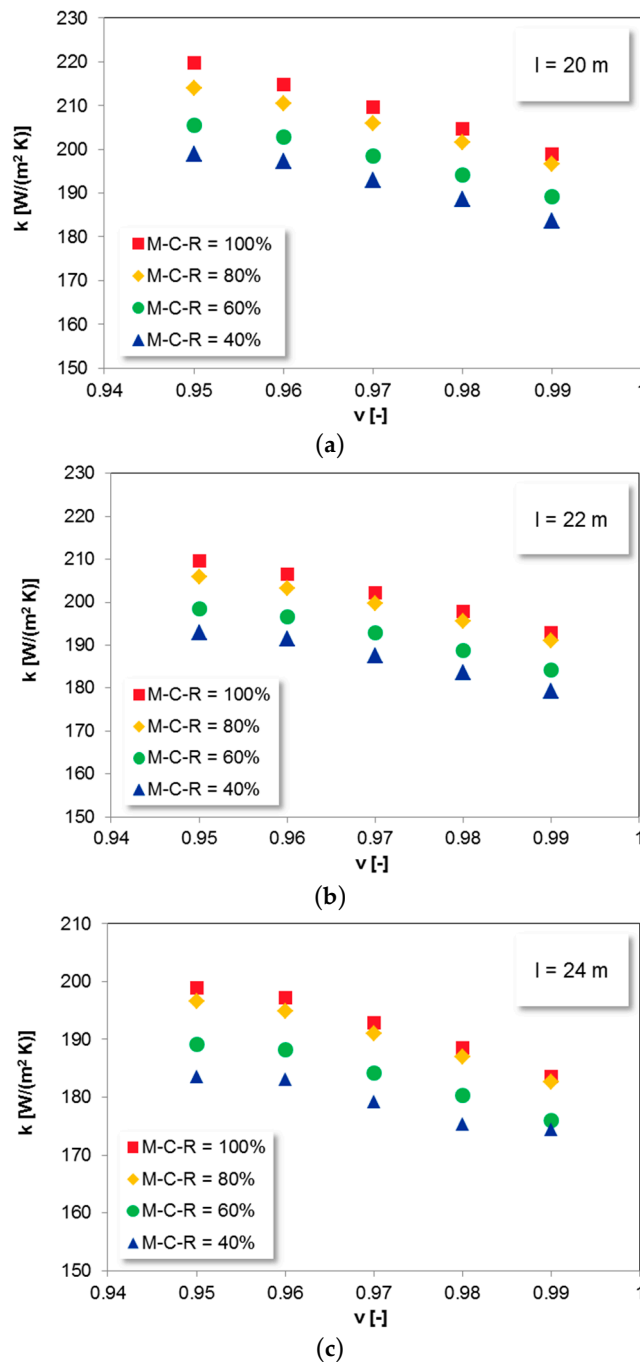 230
220
210
200
190
180
170
160
150
k [W/(m² K)]
l = 20 m
M-C-R = 100%
M-C-R = 80%
M-C-R = 60%
M-C-R = 40%
0.94 0.95 0.96 0.97 0.98 0.99 1
v [-]
(a)
230
220
210
200
190
180
170
160
150
k [W/(m² K)]
l = 22 m
M-C-R = 100%
M-C-R = 80%
M-C-R = 60%
M-C-R = 40%
0.94 0.95 0.96 0.97 0.98 0.99 1
v [-]
(b)
210
200
190
180
170
160
150
k [W/(m² K)]
l = 24 m
M-C-R = 100%
M-C-R = 80%
M-C-R = 60%
M-C-R = 40%
0.94 0.95 0.96 0.97 0.98 0.99 1
v [-]
(c)